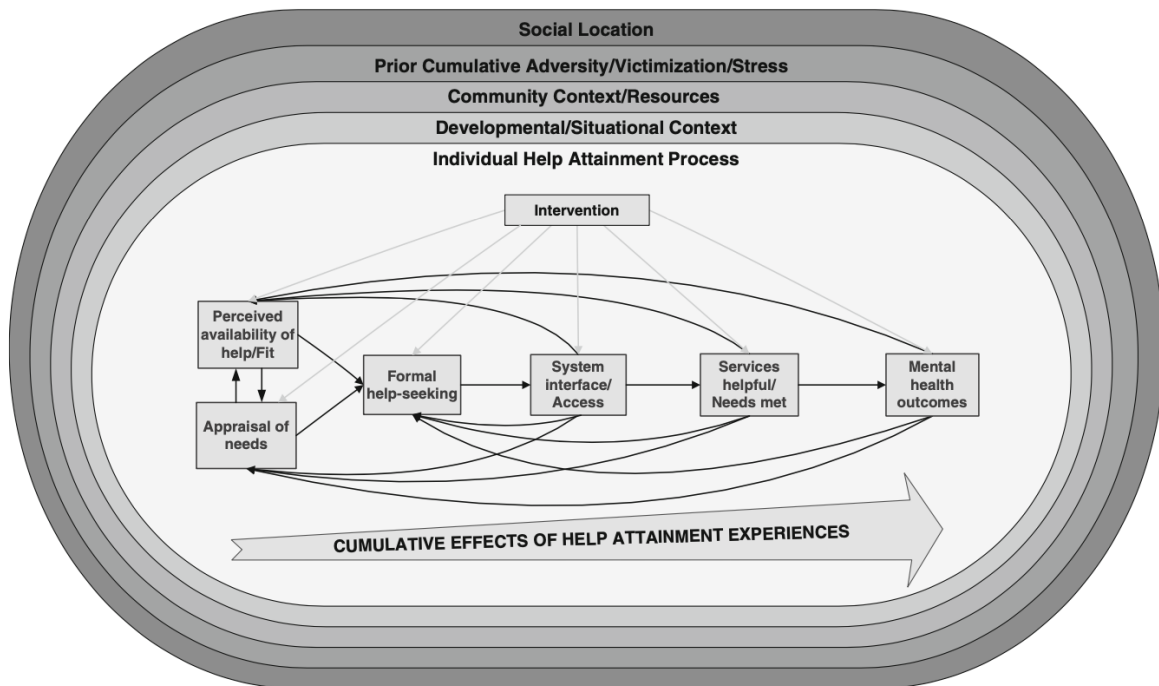 Social Location
Prior Cumulative Adversity/Victimization/Stress
Community Context/Resources
Developmental/Situational Context
Individual Help Attainment Process
Intervention
Perceived
availability of
help/Fit
Appraisal of
needs
Formal
help-seeking
System
interface/
Access
Services
helpful/
Needs met
Mental
health
outcomes
CUMULATIVE EFFECTS OF HELP ATTAINMENT EXPERIENCES